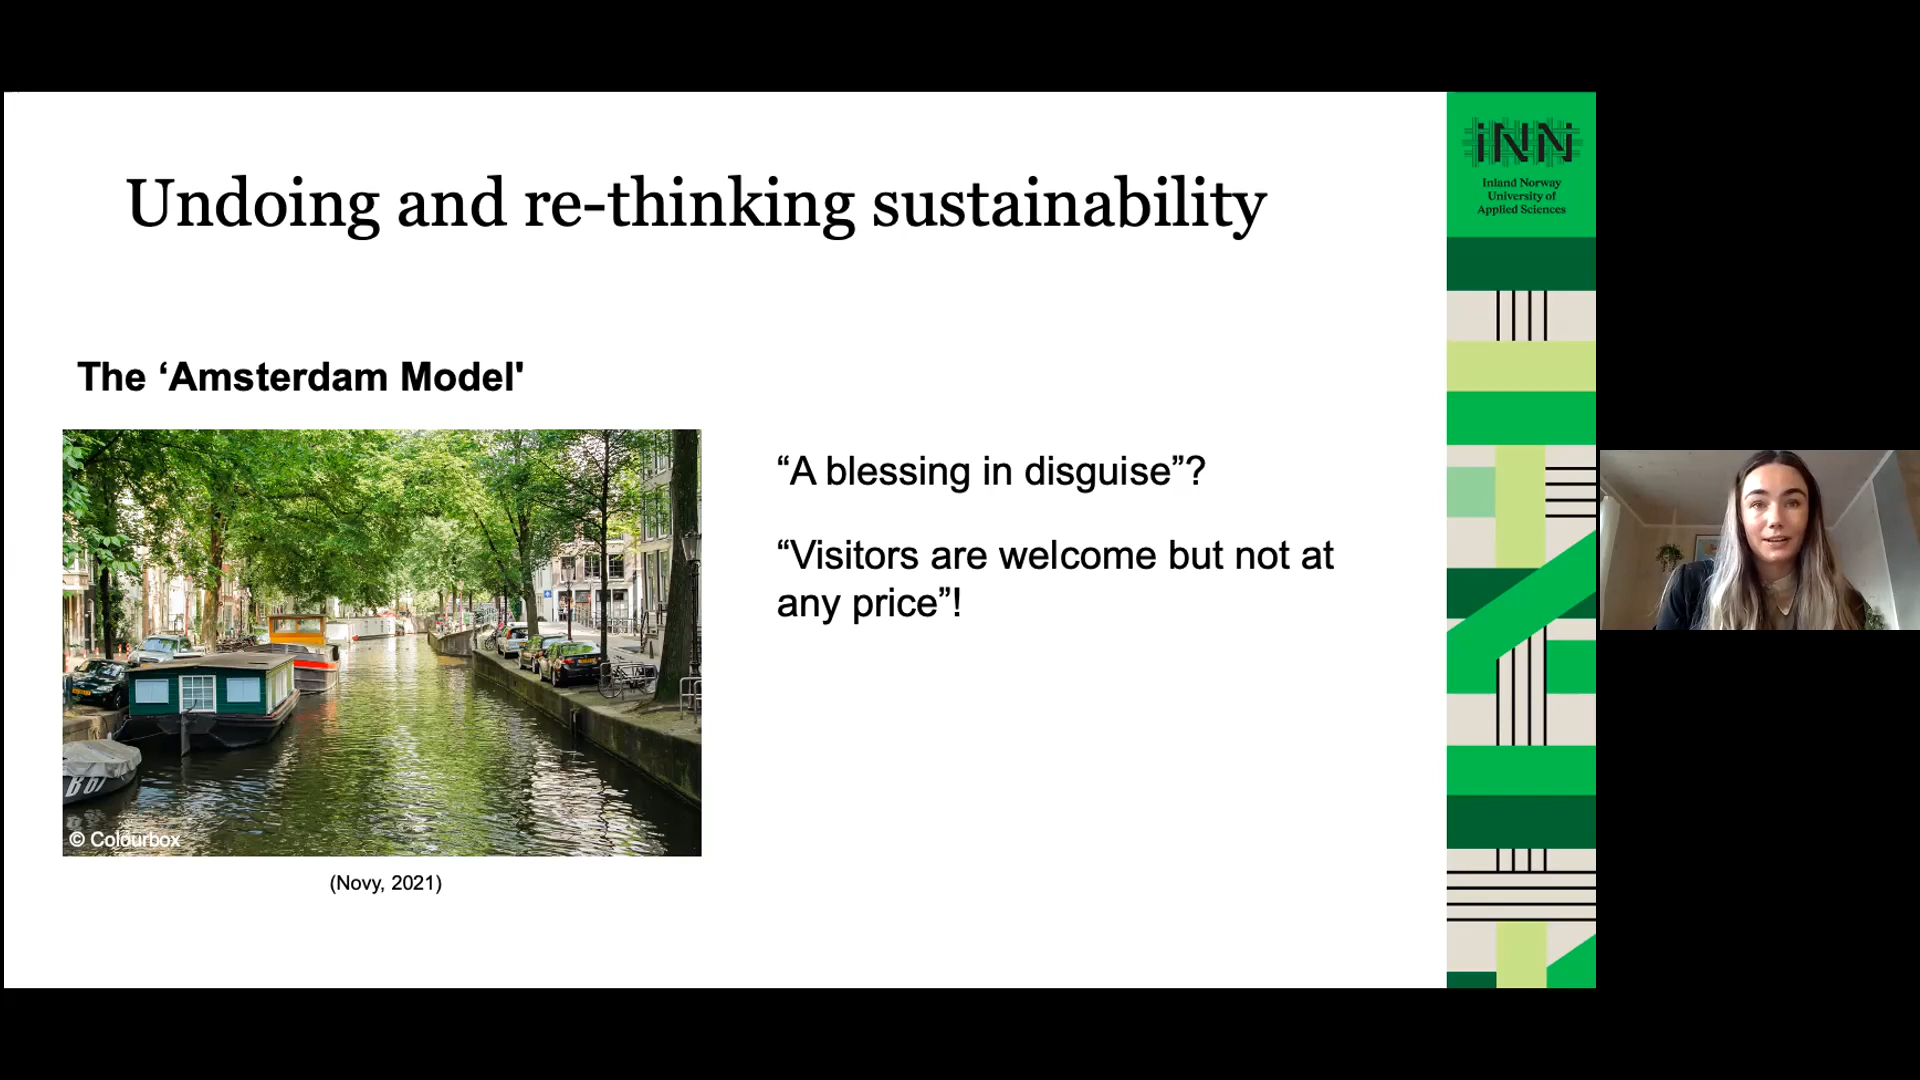 iNN
Inland Norway
University of
Applied Sciences
Undoing and re-thinking sustainability
The ‘Amsterdam Model'
“A blessing in disguise”?
“Visitors are welcome but not at
any price”!
B 67
© Colourbox
(Novy, 2021)